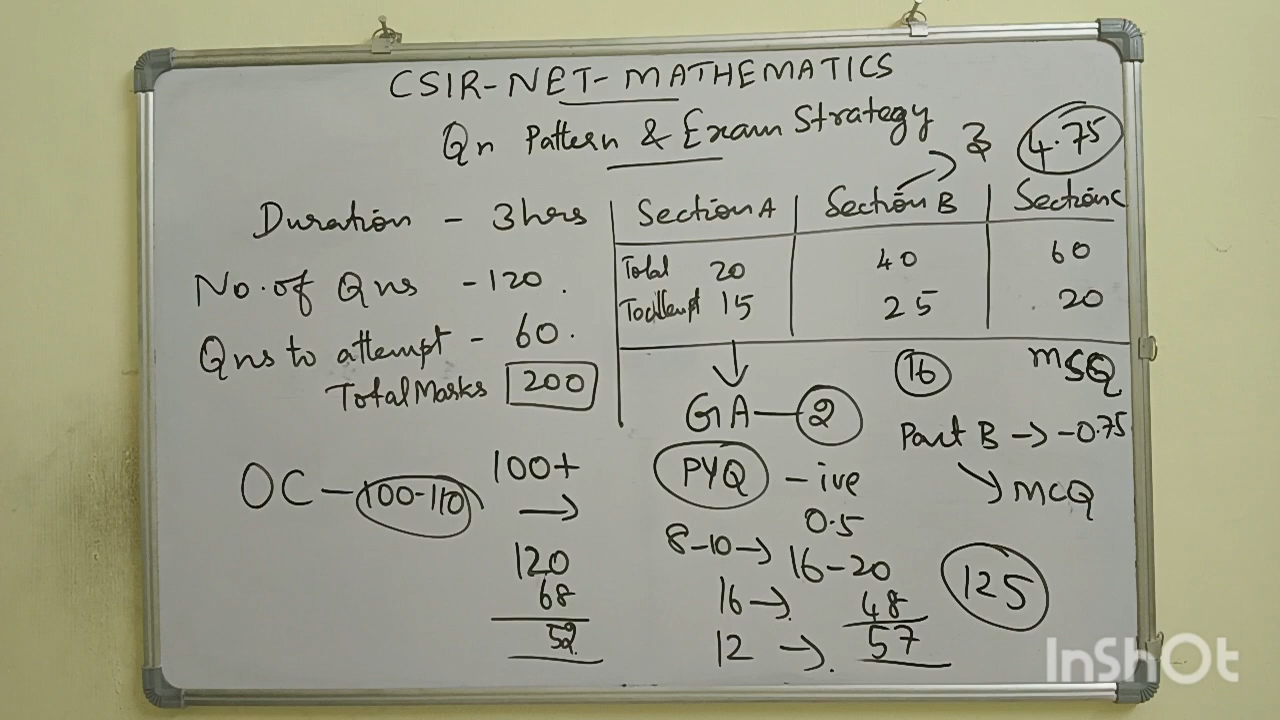 CSIR-NET-MATHEMATICS
Qn Pattern & Exam Strategy
3 4.75
Duration - 3hrs
No. of Qns - 120.
Qns to attempt - 60.
Total Marks 200
Section A Section B Section C
Total 20 40 60
To attempt 15 25 20
GA - 2
16
MSQ
Part B → -0.75
MCQ
PYQ -ive
0.5
OC - 100-110
100+
→
120
68
52
8-10 → 16-20
16 → 48
12 → 57
125
InShOt